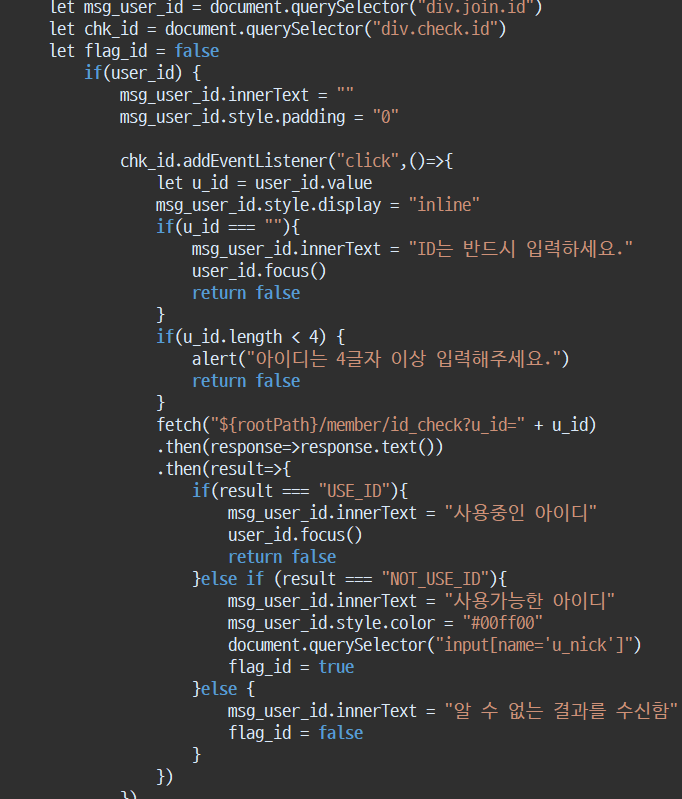 let msg_user_id = document.querySelector("div.join.id")
let chk_id = document.querySelector("div.check.id")
let flag_id = false
if(user_id) {
msg_user_id.innerText = ""
msg_user_id.style.padding = "0"
chk_id.addEventListener("click",()=>{
let u_id = user_id.value
msg_user_id.style.display = "inline"
if(u_id === ""){
msg_user_id.innerText = "ID는 반드시 입력하세요."
user_id.focus()
return false
}
if(u_id.length < 4) {
alert("아이디는 4글자 이상 입력해주세요.")
return false
}
fetch("${rootPath}/member/id_check?u_id=" + u_id)
.then(response=>response.text())
.then(result=>{
if(result === "USE_ID"){
msg_user_id.innerText = "사용중인 아이디"
user_id.focus()
return false
}else if (result === "NOT_USE_ID"){
msg_user_id.innerText = "사용가능한 아이디"
msg_user_id.style.color = "#00ff00"
document.querySelector("input[name='u_nick']")
flag_id = true
}else {
msg_user_id.innerText = "알 수 없는 결과를 수신함"
flag_id = false
}
})
})